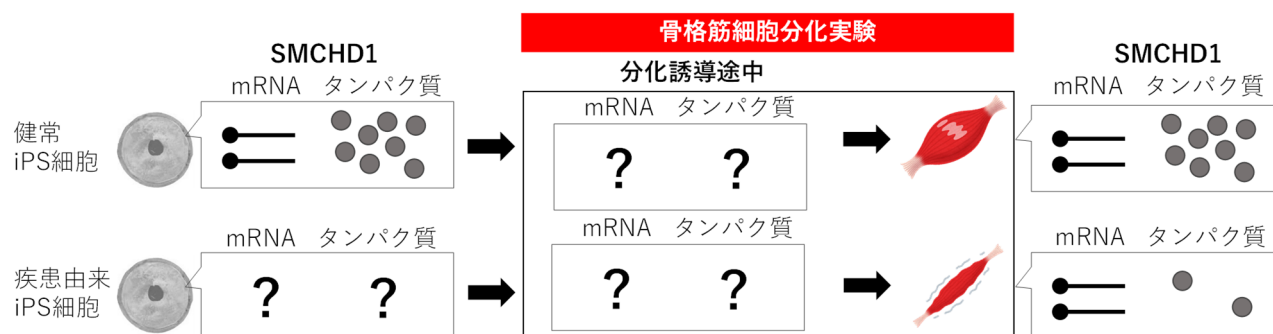 骨格筋細胞分化実験
SMCHD1
分化誘導途中
SMCHD1
mRNA タンパク質
mRNA タンパク質
mRNA タンパク質
健常
iPS細胞
? ?
mRNA タンパク質
mRNA タンパク質
mRNA タンパク質
疾患由来
iPS細胞
? ?
? ?